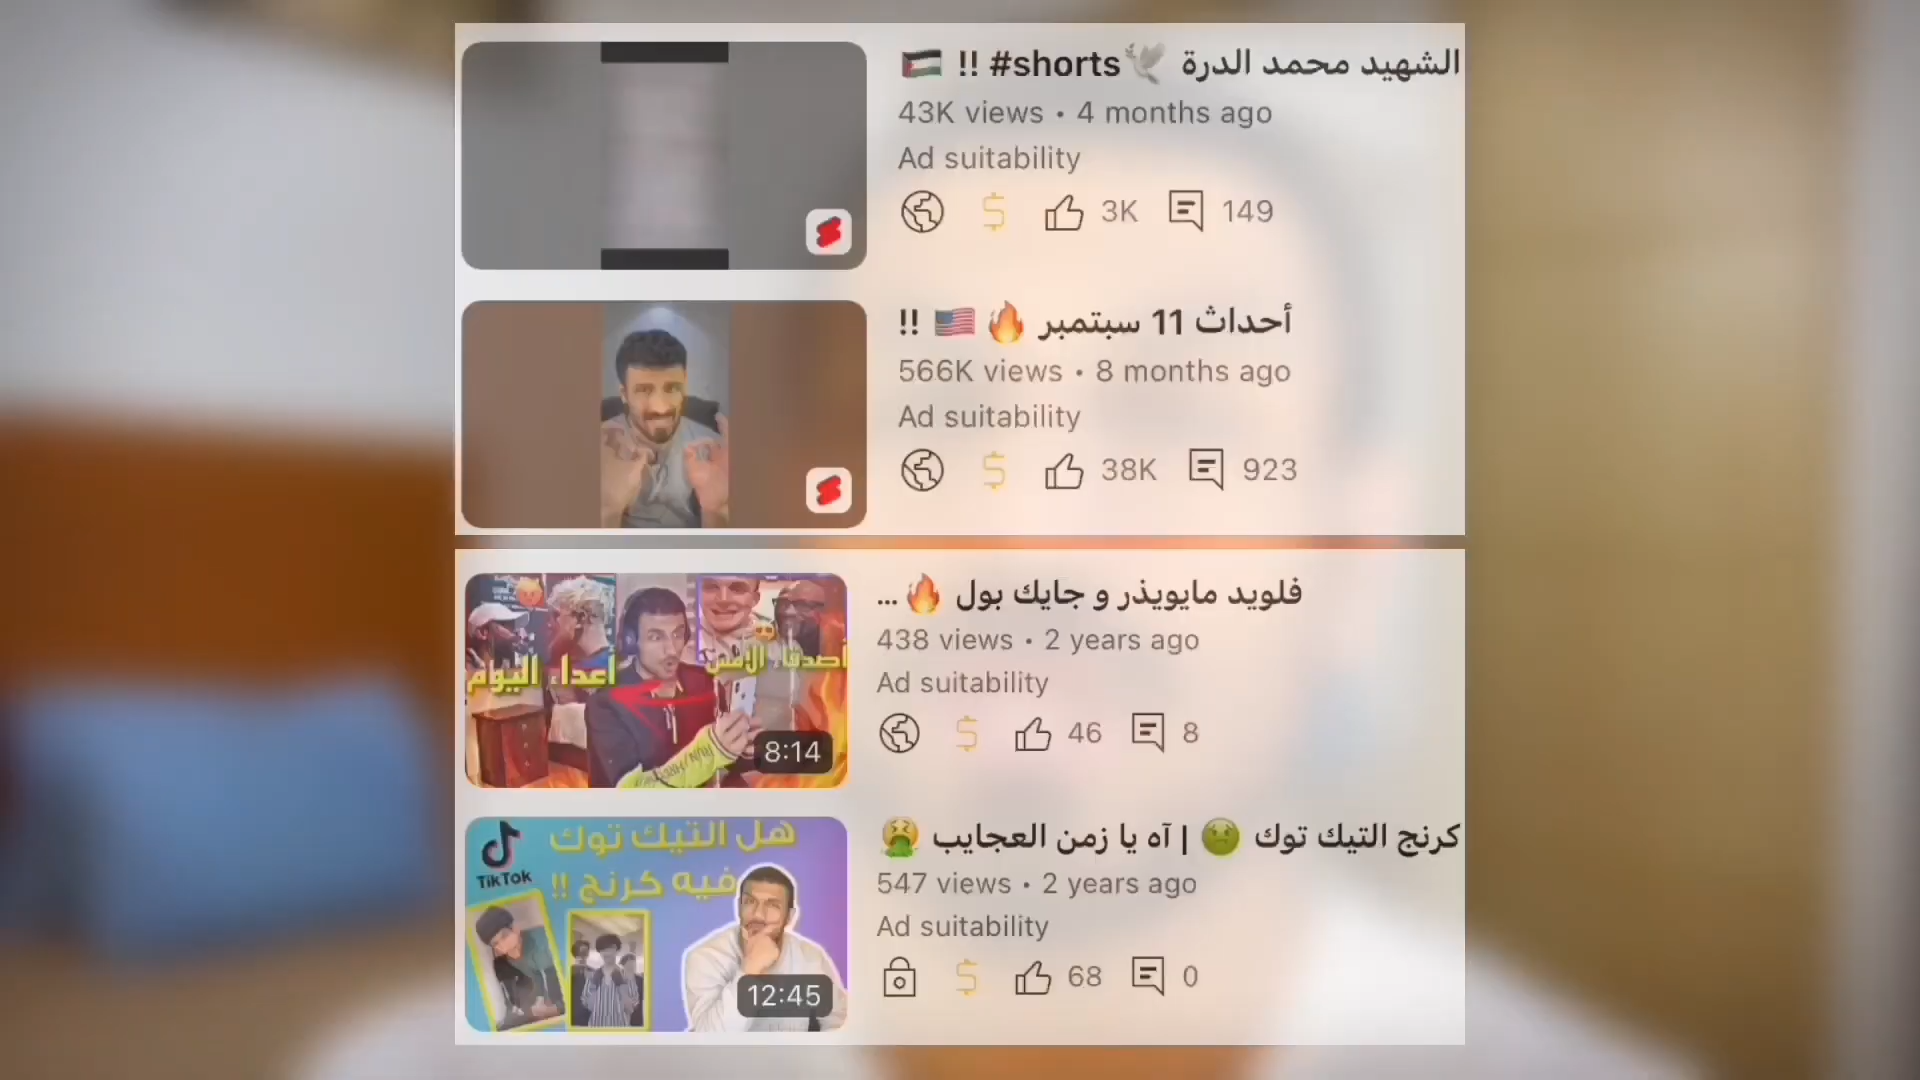 الشهيد محمد الدرة 🕊️ #shorts !! 🇵🇸
43K views • 4 months ago
Ad suitability
3K
149
أحداث 11 سبتمبر 🔥 🇺🇸 !!
566K views • 8 months ago
Ad suitability
38K
923
فلويد مايويذر و جايك بول 🔥 ...
438 views • 2 years ago
Ad suitability
46
8
أصدقاء الأمس
أعداء اليوم
8:14
كرنج التيك توك 🤢 | آه يا زمن العجايب 🤮
547 views • 2 years ago
Ad suitability
68
0
هل التيك توك
فيه كرنج !!
TikTok
12:45